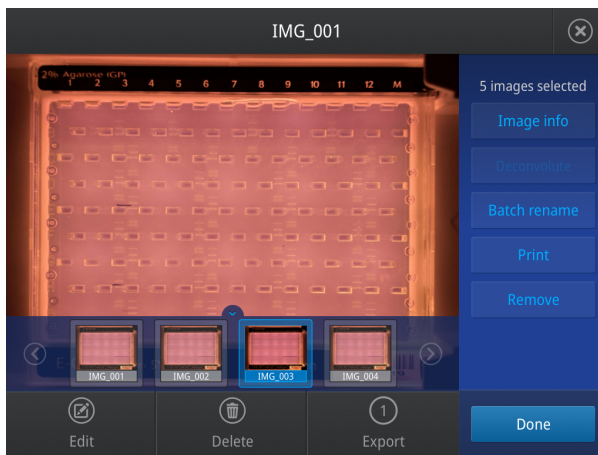 IMG_001
2% Agarose (GP)
1 2 3 4 5 6 7 8 9 10 11 12 M
5 images selected
Image info
Deconvolute
Batch rename
Print
Remove
IMG_001
IMG_002
IMG_003
IMG_004
Edit
Delete
1
Export
Done